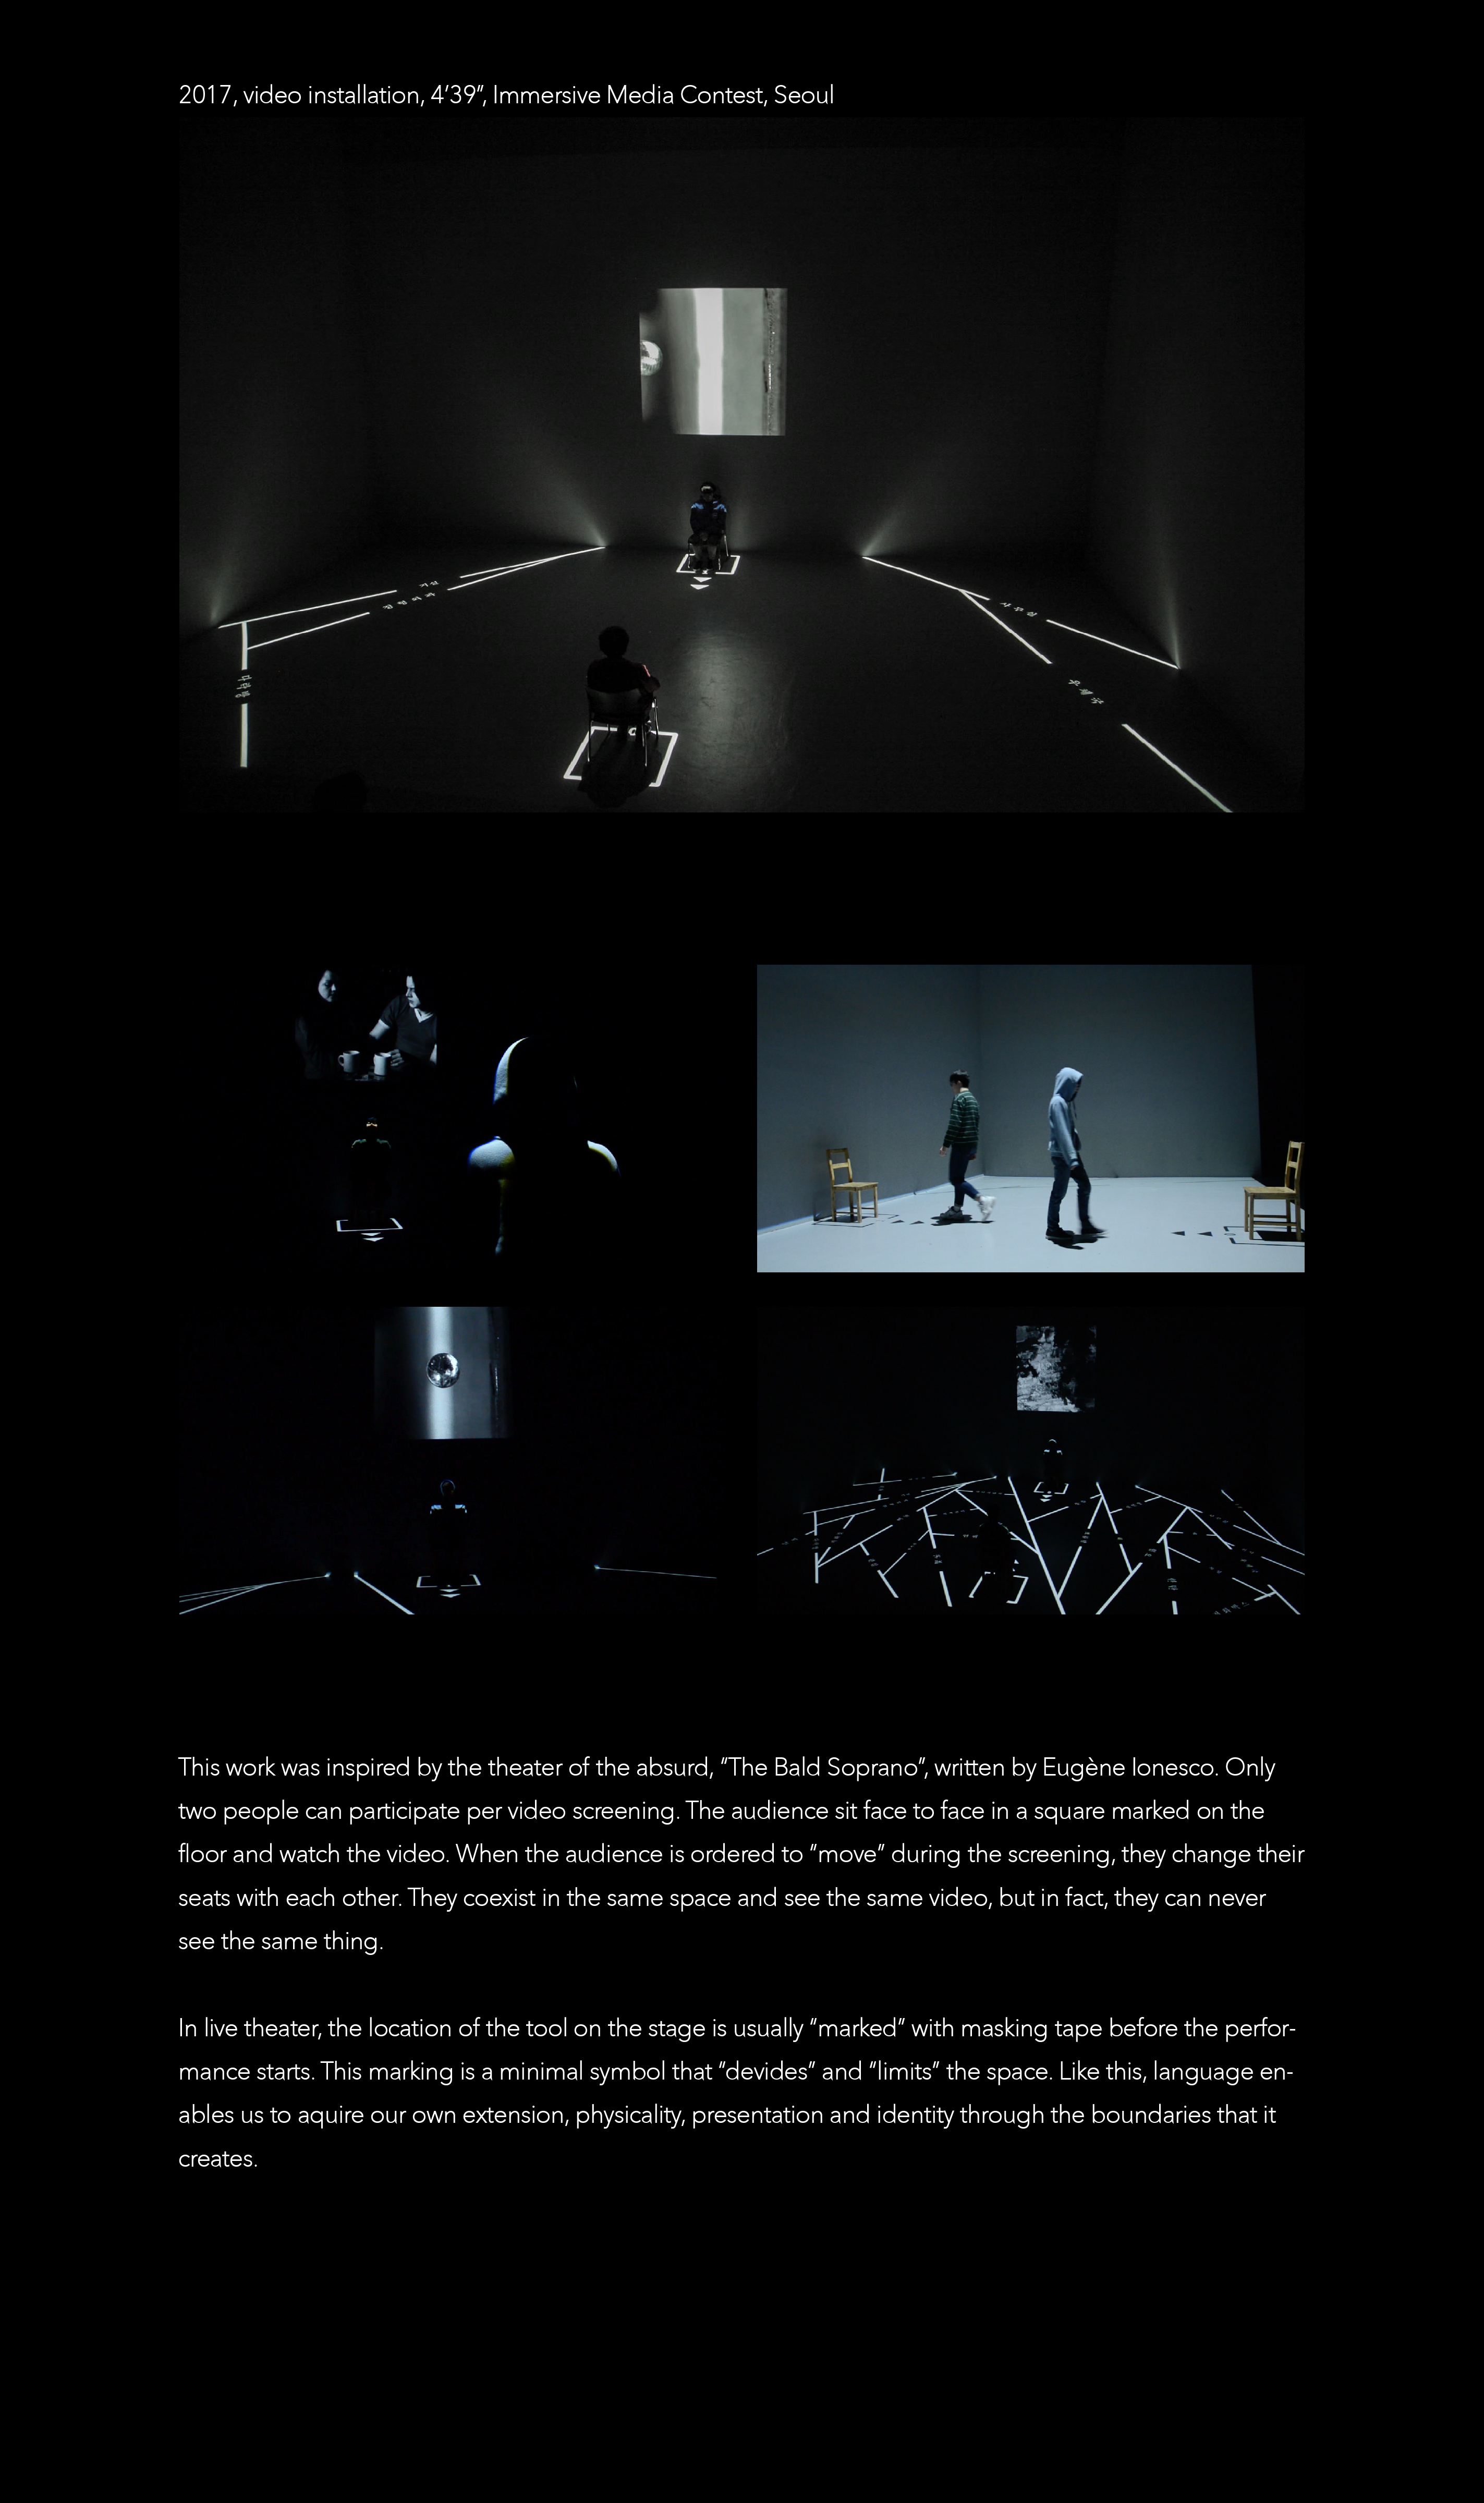 2017, video installation, 4’39”, Immersive Media Contest, Seoul
This work was inspired by the theater of the absurd, “The Bald Soprano”, written by Eugène Ionesco. Only
two people can participate per video screening. The audience sit face to face in a square marked on the
floor and watch the video. When the audience is ordered to “move” during the screening, they change their
seats with each other. They coexist in the same space and see the same video, but in fact, they can never
see the same thing.
In live theater, the location of the tool on the stage is usually “marked” with masking tape before the perfor-
mance starts. This marking is a minimal symbol that “devides” and “limits” the space. Like this, language en-
ables us to aquire our own extension, physicality, presentation and identity through the boundaries that it
creates.